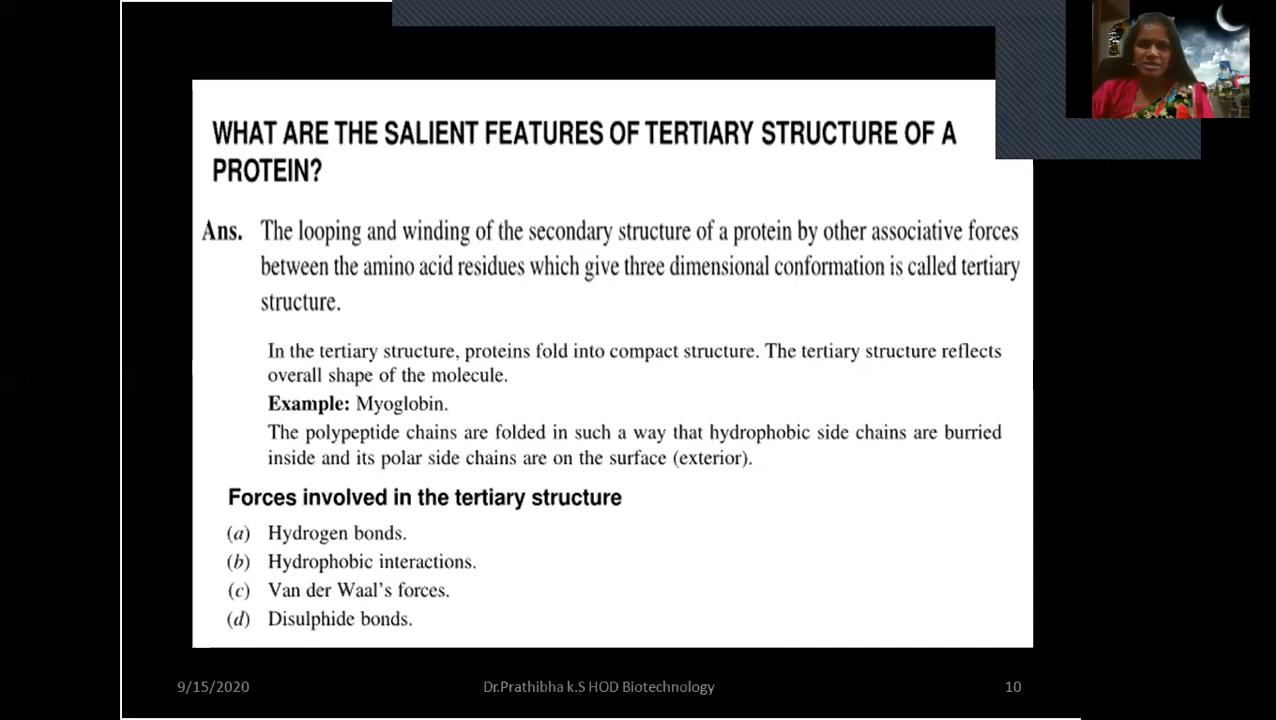 WHAT ARE THE SALIENT FEATURES OF TERTIARY STRUCTURE OF A
PROTEIN?
Ans. The looping and winding of the secondary structure of a protein by other associative forces
between the amino acid residues which give three dimensional conformation is called tertiary
structure.
In the tertiary structure, proteins fold into compact structure. The tertiary structure reflects
overall shape of the molecule.
Example: Myoglobin.
The polypeptide chains are folded in such a way that hydrophobic side chains are burried
inside and its polar side chains are on the surface (exterior).
Forces involved in the tertiary structure
(a) Hydrogen bonds.
(b) Hydrophobic interactions.
(c) Van der Waal's forces.
(d) Disulphide bonds.
9/15/2020 Dr.Prathibha k.S HOD Biotechnology 10